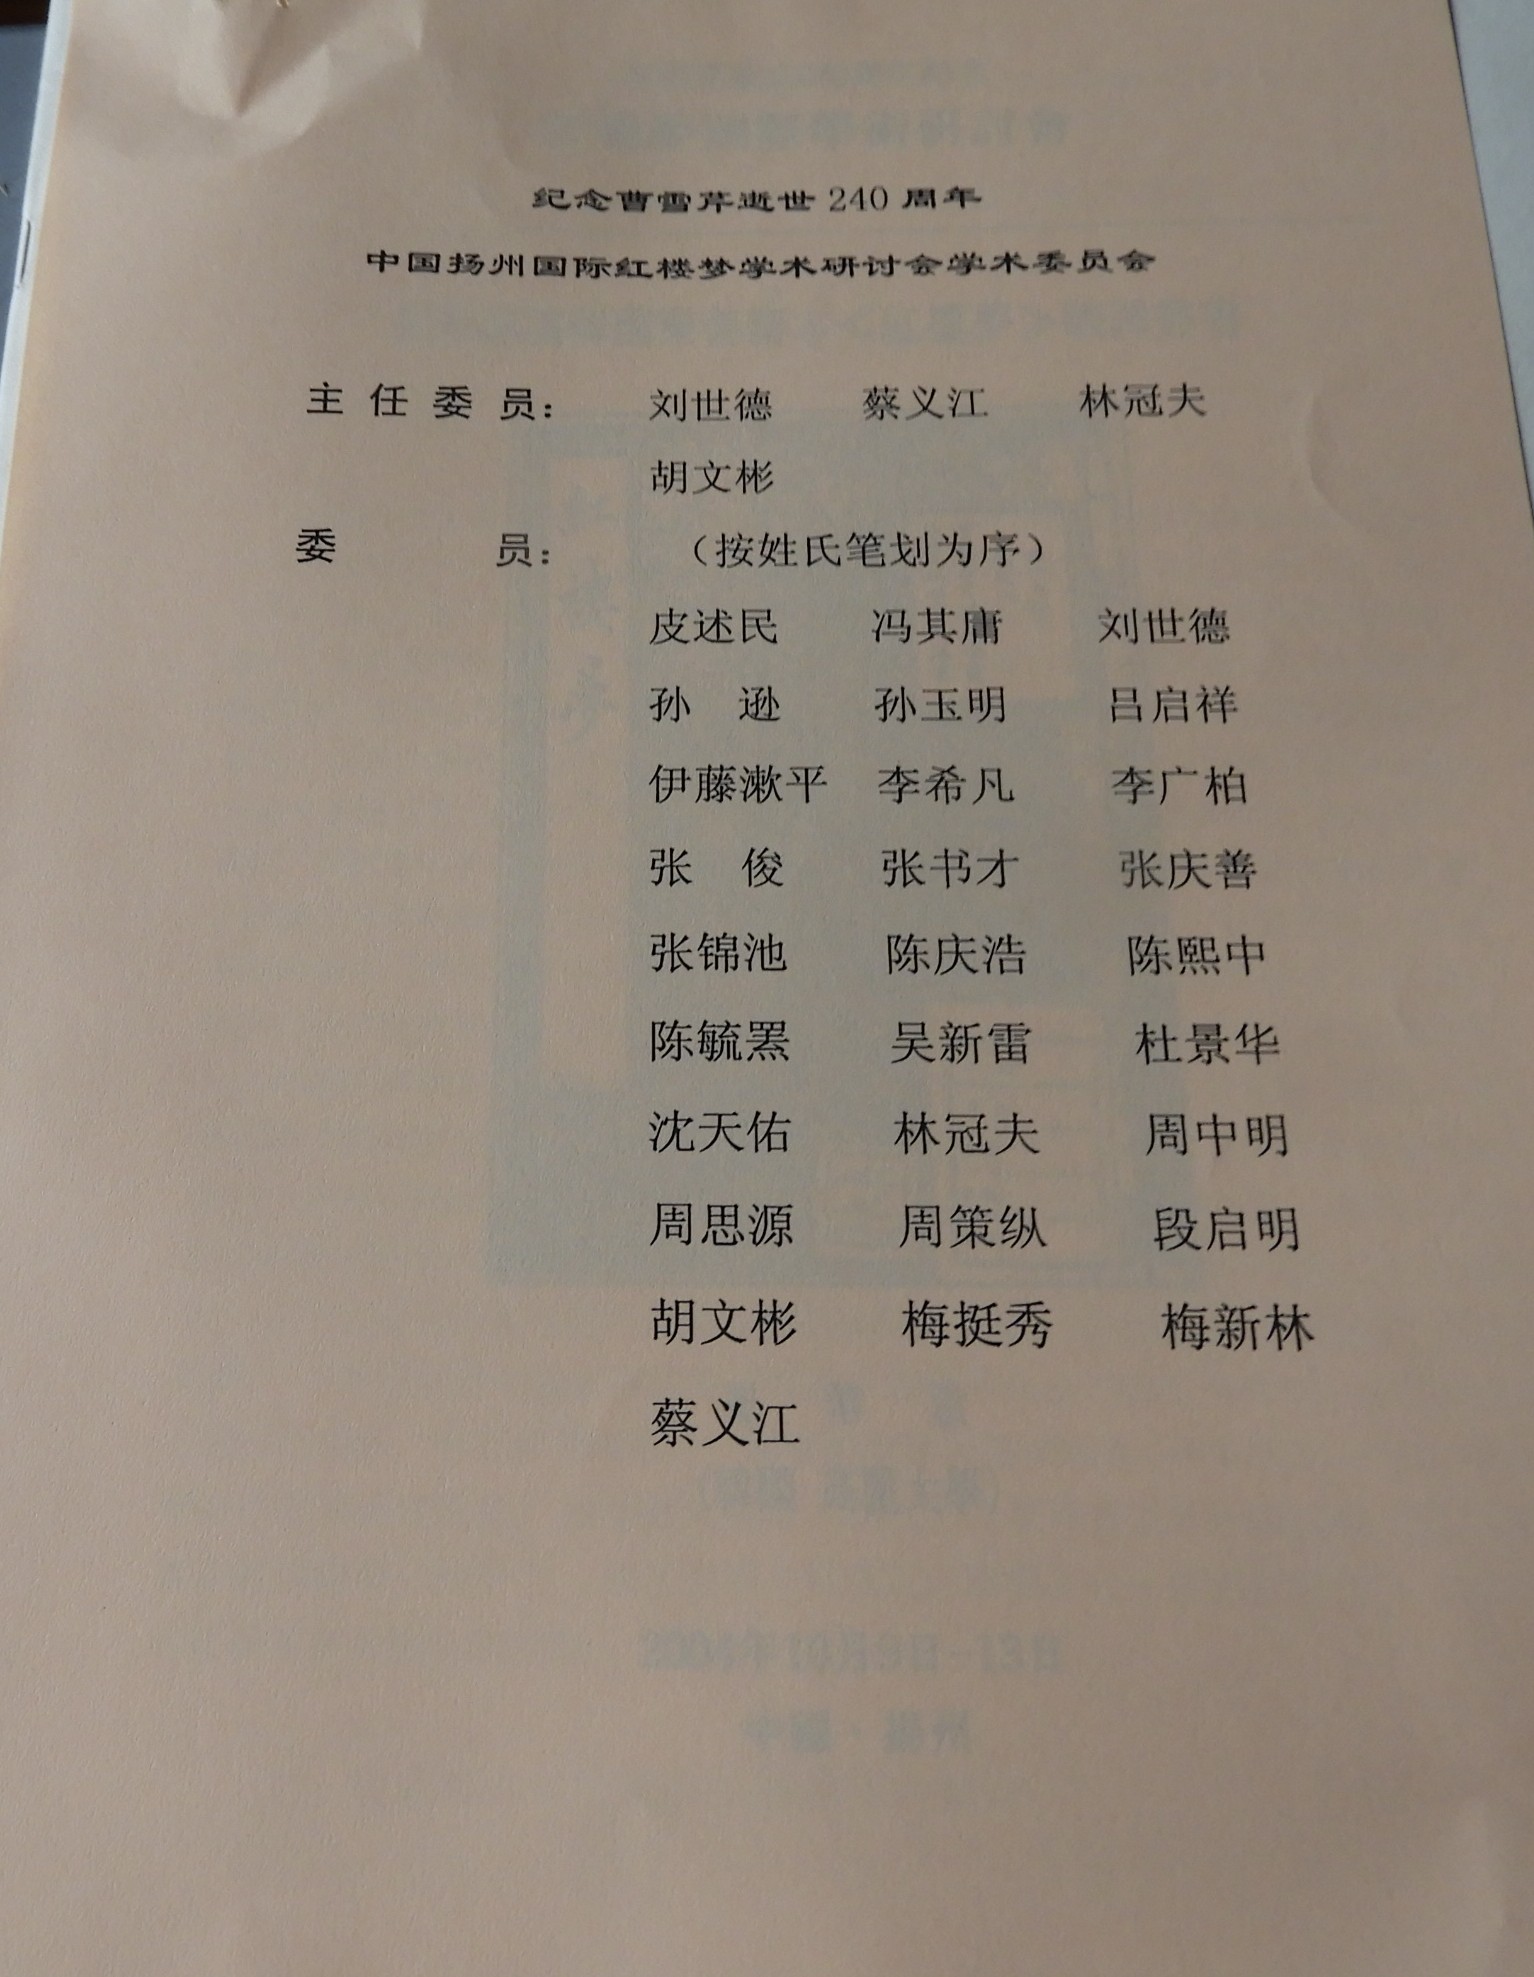 纪念曹雪芹逝世 240 周年
中国扬州国际红楼梦学术研讨会学术委员会
主 任 委 员： 刘世德 蔡义江 林冠夫
胡文彬
委 员： （按姓氏笔划为序）
皮述民 冯其庸 刘世德
孙 逊 孙玉明 吕启祥
伊藤漱平 李希凡 李广柏
张 俊 张书才 张庆善
张锦池 陈庆浩 陈熙中
陈毓罴 吴新雷 杜景华
沈天佑 林冠夫 周中明
周思源 周策纵 段启明
胡文彬 梅挺秀 梅新林
蔡义江